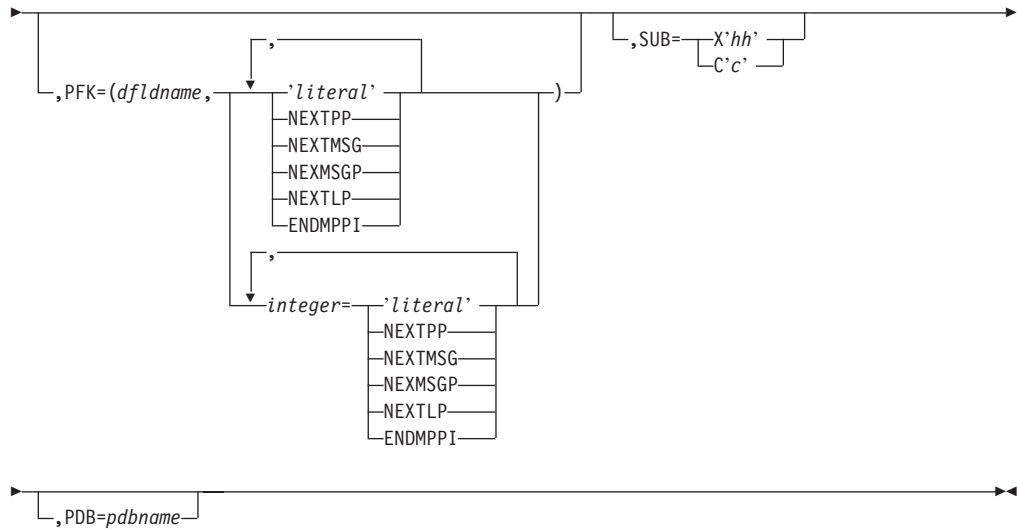 ,
,PFK=(dfldname, 'literal' ) ,SUB= X'hh'
NEXTPP C'c'
NEXTMSG
NEXMSGP
NEXTLP
ENDMPPI
,
integer= 'literal'
NEXTPP
NEXTMSG
NEXMSGP
NEXTLP
ENDMPPI
,PDB=pdbname